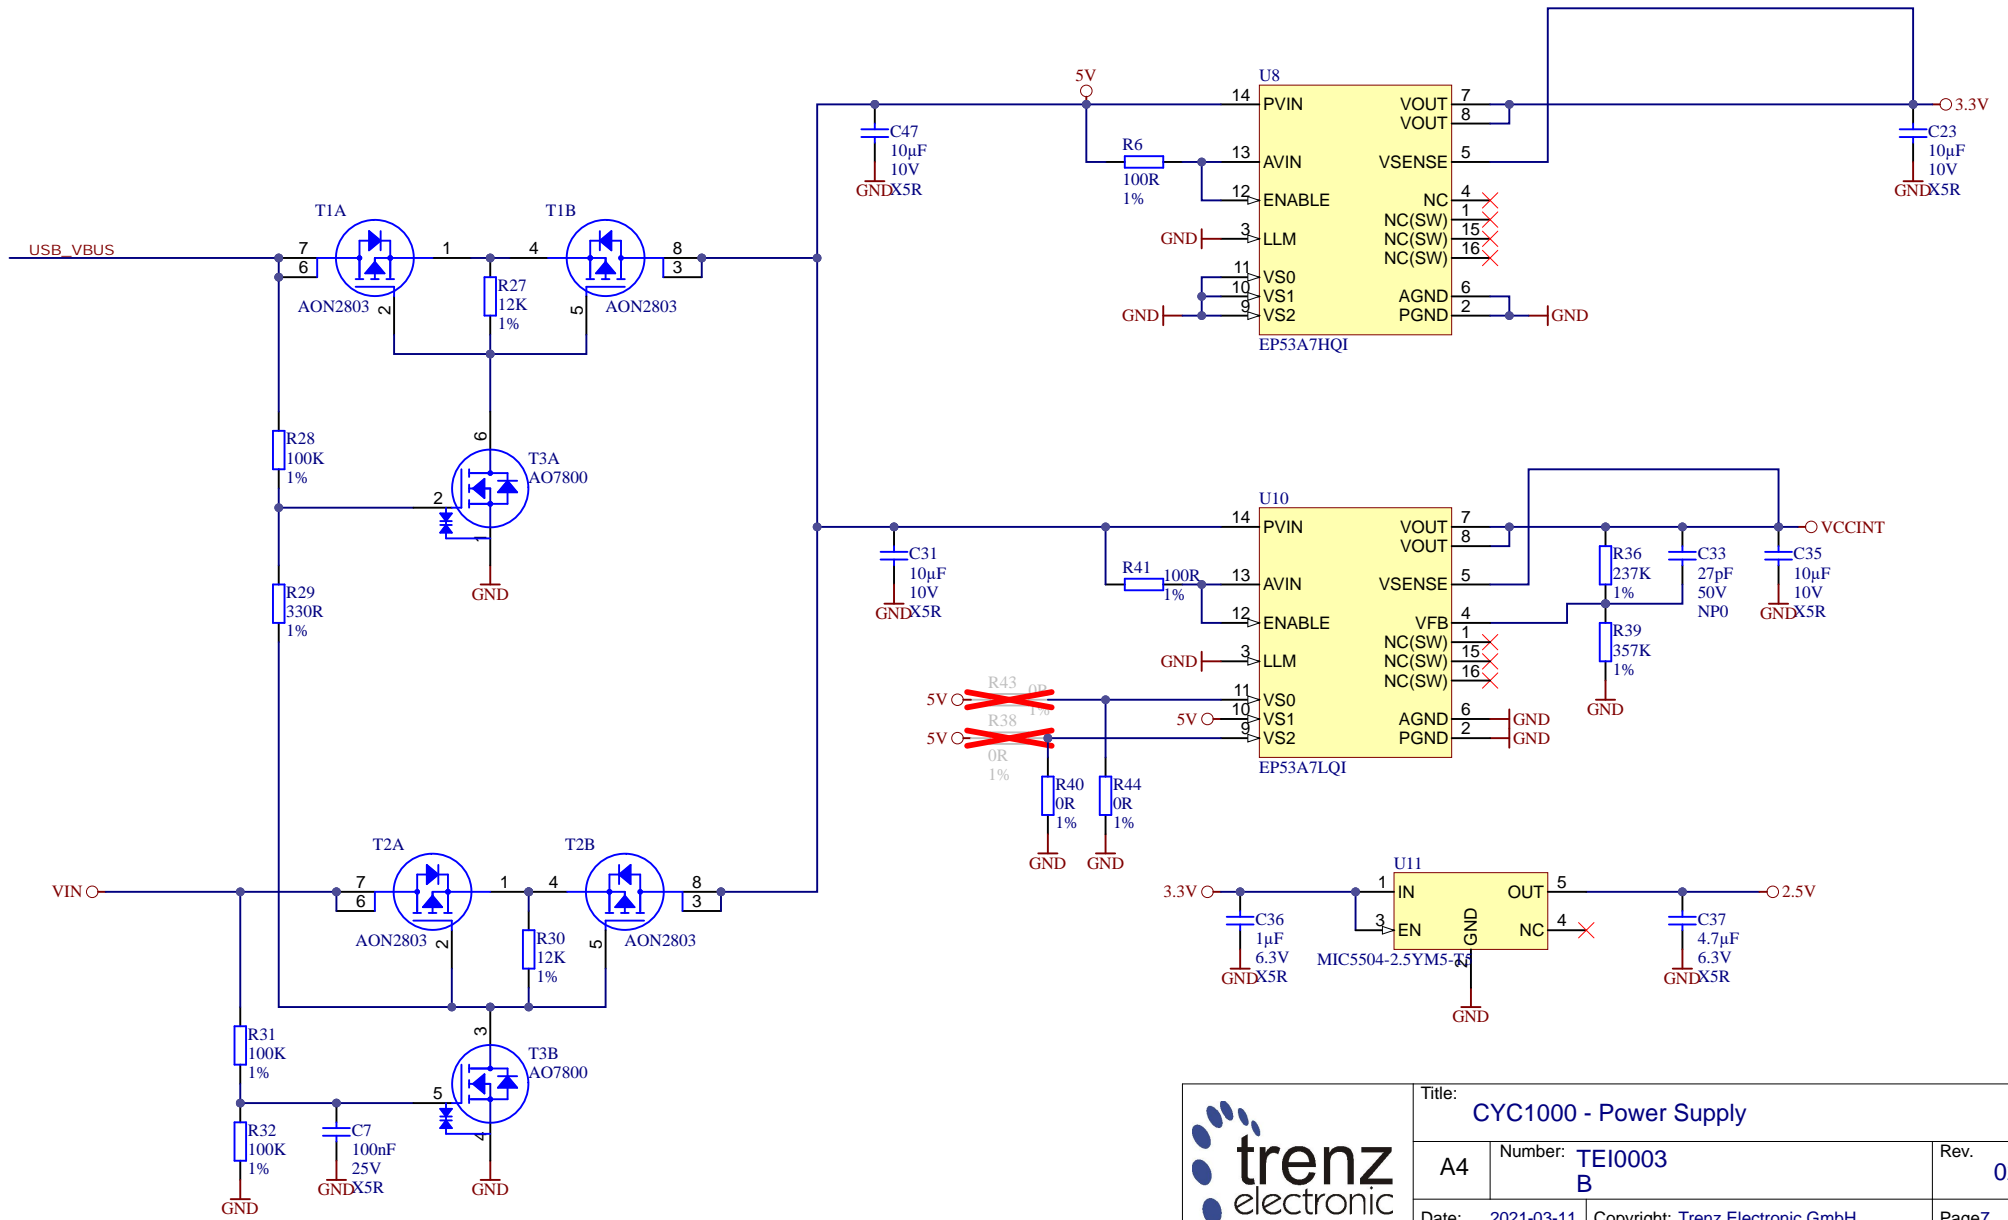 5V
U8
14 PVIN VOUT 7
VOUT 8
3.3V
C47
10µF
10V
GND X5R
R6
100R
1%
13 AVIN VSENSE 5
12 ENABLE NC 4
NC(SW) 1
GND 3 LLM NC(SW) 15
NC(SW) 16
11 VS0
10 VS1 AGND 6
GND 9 VS2 PGND 2 GND
EP53A7HQI
C23
10µF
10V
GND X5R
USB_VBUS
T1A
7
6
1
2
AON2803
R27
12K
1%
T1B
4
5
8
3
AON2803
R28
100K
1%
6
T3A
AO7800
2
1
GND
R29
330R
1%
U10
14 PVIN VOUT 7
VOUT 8
VCCINT
C31
10µF
10V
GND X5R
R41
100R
1%
13 AVIN VSENSE 5
12 ENABLE VFB 4
NC(SW) 1
GND 3 LLM NC(SW) 15
NC(SW) 16
5V R43 0R 1% 11 VS0
5V 10 VS1 AGND 6 GND
5V R38 9 VS2 PGND 2 GND
0R
1%
EP53A7LQI
R36
237K
1%
C33
27pF
50V
NP0
C35
10µF
10V
GND X5R
R39
357K
1%
GND
R40
0R
1%
GND
R44
0R
1%
GND
VIN
T2A
7
6
1
2
AON2803
R30
12K
1%
T2B
4
5
8
3
AON2803
U11
3.3V 1 IN OUT 5 2.5V
3 EN GND NC 4
2
MIC5504-2.5YM5-T5
GND
C36
1µF
6.3V
GND X5R
C37
4.7µF
6.3V
GND X5R
R31
100K
1%
3
T3B
AO7800
5
4
GND
R32
100K
1%
GND
C7
100nF
25V
GND X5R
trenz
electronic
Title:
CYC1000 - Power Supply
A4
Number: TEI0003
B
Rev.
Date: 2021-03-11 Copyright: Trenz Electronic GmbH Page7